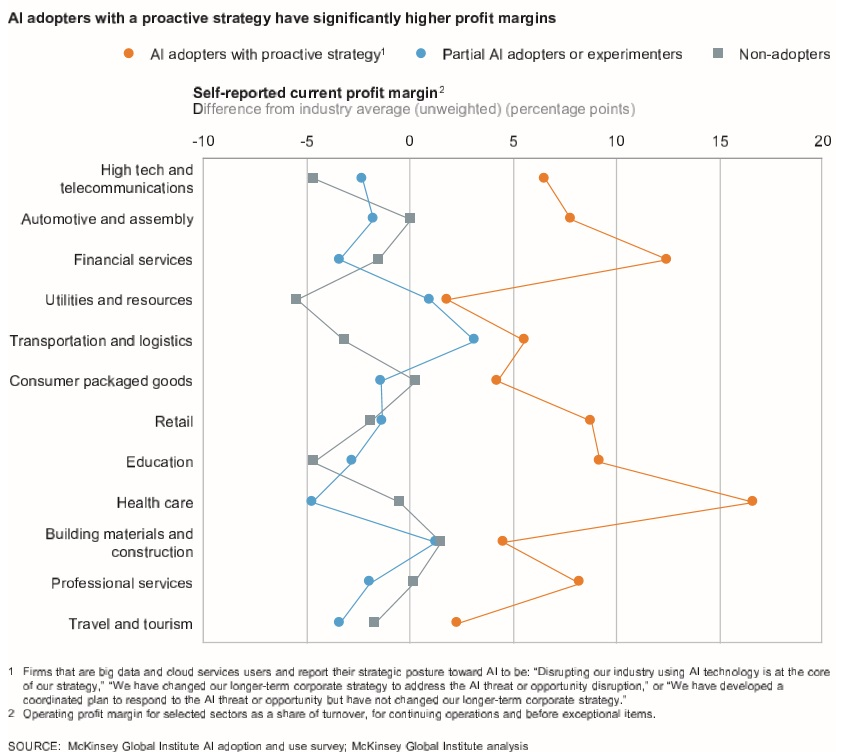 AI adopters with a proactive strategy have significantly higher profit margins
AI adopters with proactive strategy1
Partial AI adopters or experimenters
Non-adopters
Self-reported current profit margin2
Difference from industry average (unweighted) (percentage points)
-10 -5 0 5 10 15 20
High tech and
telecommunications
Automotive and assembly
Financial services
Utilities and resources
Transportation and logistics
Consumer packaged goods
Retail
Education
Health care
Building materials and
construction
Professional services
Travel and tourism
1 Firms that are big data and cloud services users and report their strategic posture toward AI to be: “Disrupting our industry using AI technology is at the core
of our strategy,” “We have changed our longer-term corporate strategy to address the AI threat or opportunity disruption,” or “We have developed a
coordinated plan to respond to the AI threat or opportunity but have not changed our longer-term corporate strategy.”
2 Operating profit margin for selected sectors as a share of turnover, for continuing operations and before exceptional items.
SOURCE: McKinsey Global Institute AI adoption and use survey; McKinsey Global Institute analysis